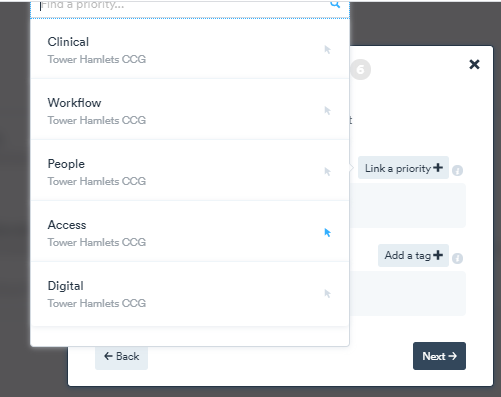 Find a priority...
6
Clinical
Tower Hamlets CCG
Workflow
Tower Hamlets CCG
t
People
Tower Hamlets CCG
Link a priority + i
Access
Tower Hamlets CCG
Add a tag + i
Digital
Tower Hamlets CCG
← Back
Next →